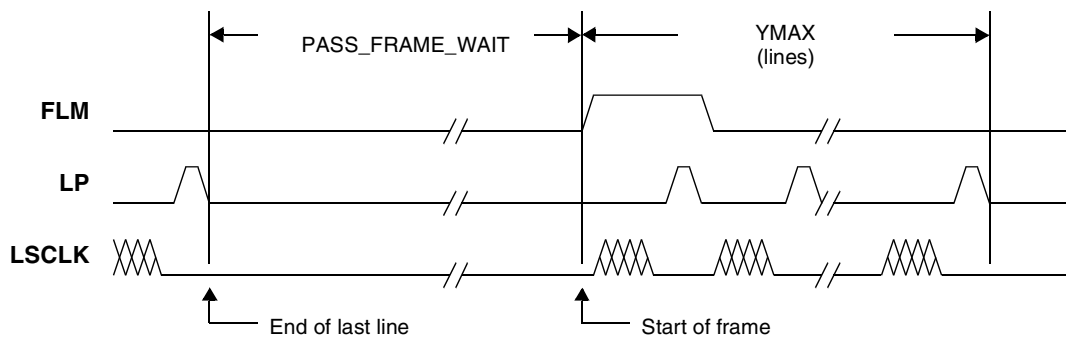 PASS_FRAME_WAIT
YMAX
(lines)
FLM
LP
LSCLK
End of last line
Start of frame